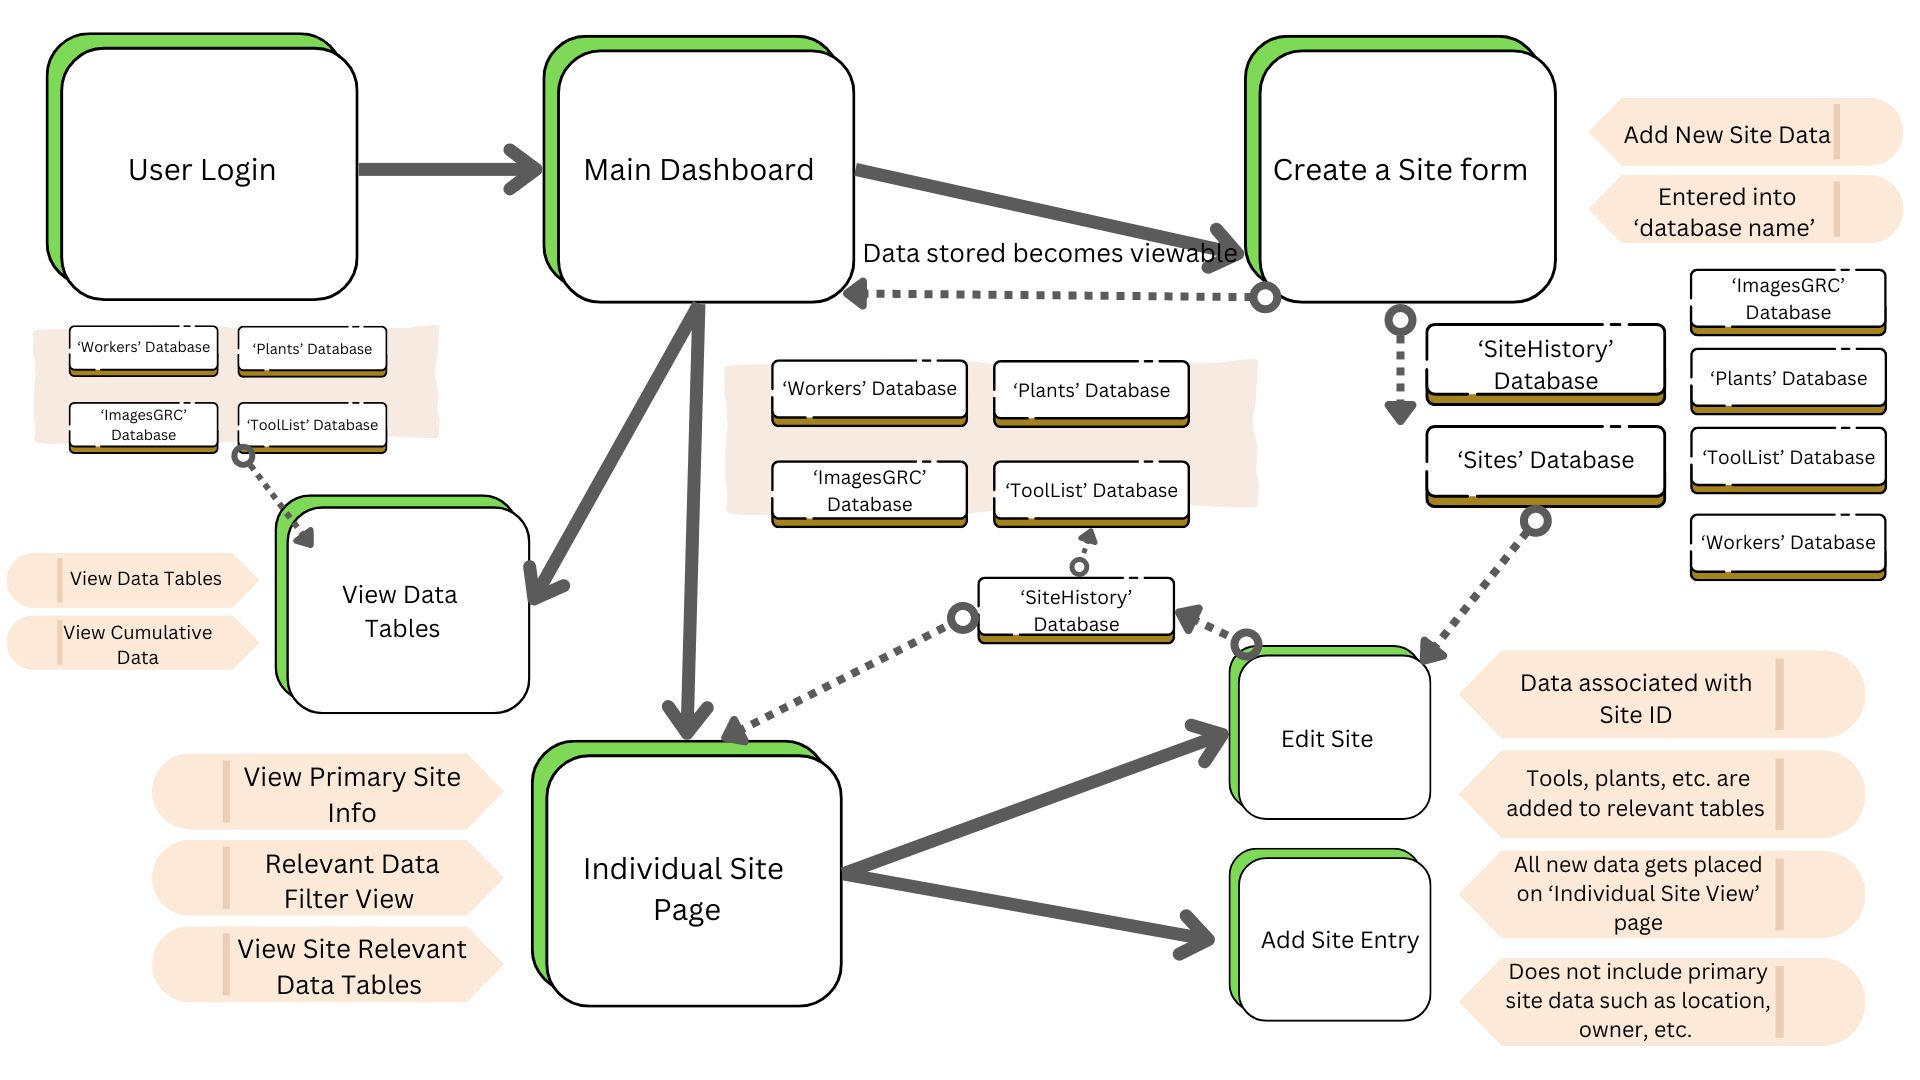 User Login
Main Dashboard
Create a Site form
Add New Site Data
Entered into
‘database name’
Data stored becomes viewable
‘Workers’ Database
‘Plants’ Database
‘ImagesGRC’
Database
‘ToolList’ Database
‘Workers’ Database
‘Plants’ Database
‘ImagesGRC’
Database
‘ToolList’ Database
‘SiteHistory’
Database
‘Sites’ Database
‘ImagesGRC’
Database
‘Plants’ Database
‘ToolList’ Database
‘Workers’ Database
View Data Tables
View Cumulative
Data
View Data
Tables
‘SiteHistory’
Database
View Primary Site
Info
Relevant Data
Filter View
View Site Relevant
Data Tables
Individual Site
Page
Edit Site
Add Site Entry
Data associated with
Site ID
Tools, plants, etc. are
added to relevant tables
All new data gets placed
on ‘Individual Site View’
page
Does not include primary
site data such as location,
owner, etc.